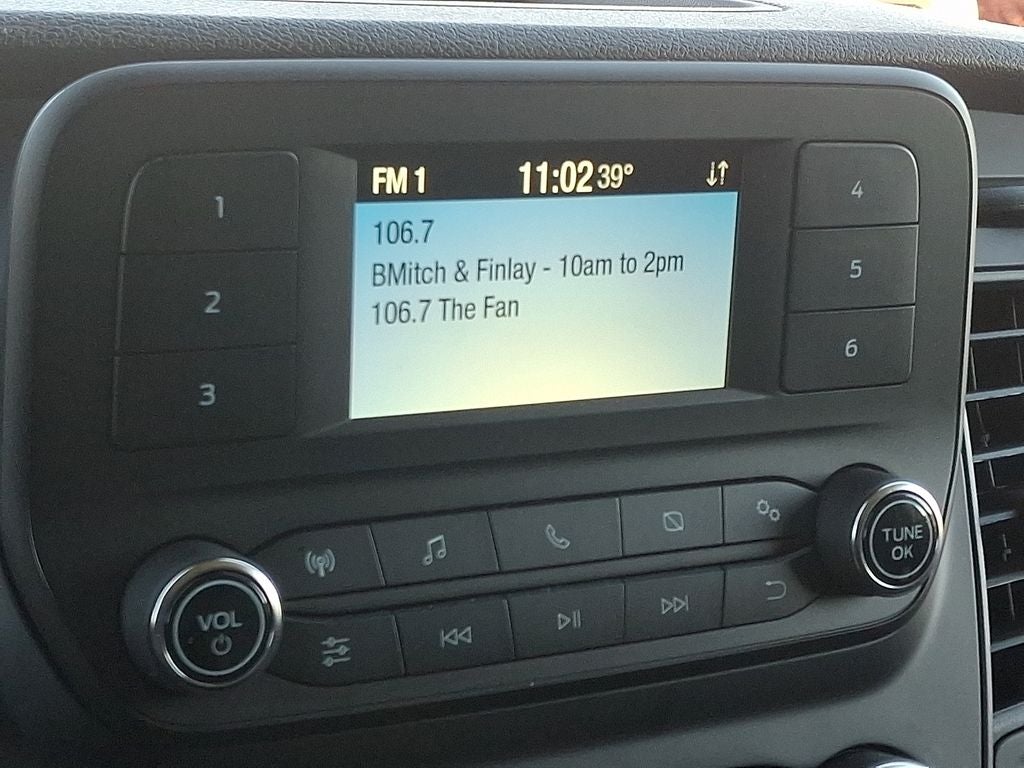 FM 1 11:02 39°
106.7
BMitch & Finlay - 10am to 2pm
106.7 The Fan
1
2
3
4
5
6
VOL
TUNE
OK